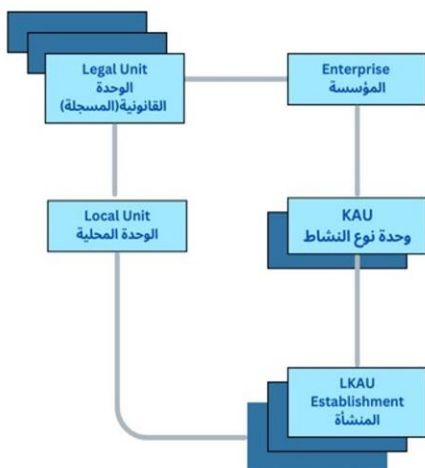 Legal Unit
الوحدة
القانونية(المسجلة)
Enterprise
المؤسسة
Local Unit
الوحدة المحلية
KAU
وحدة نوع النشاط
LKAU
Establishment
المنشأة